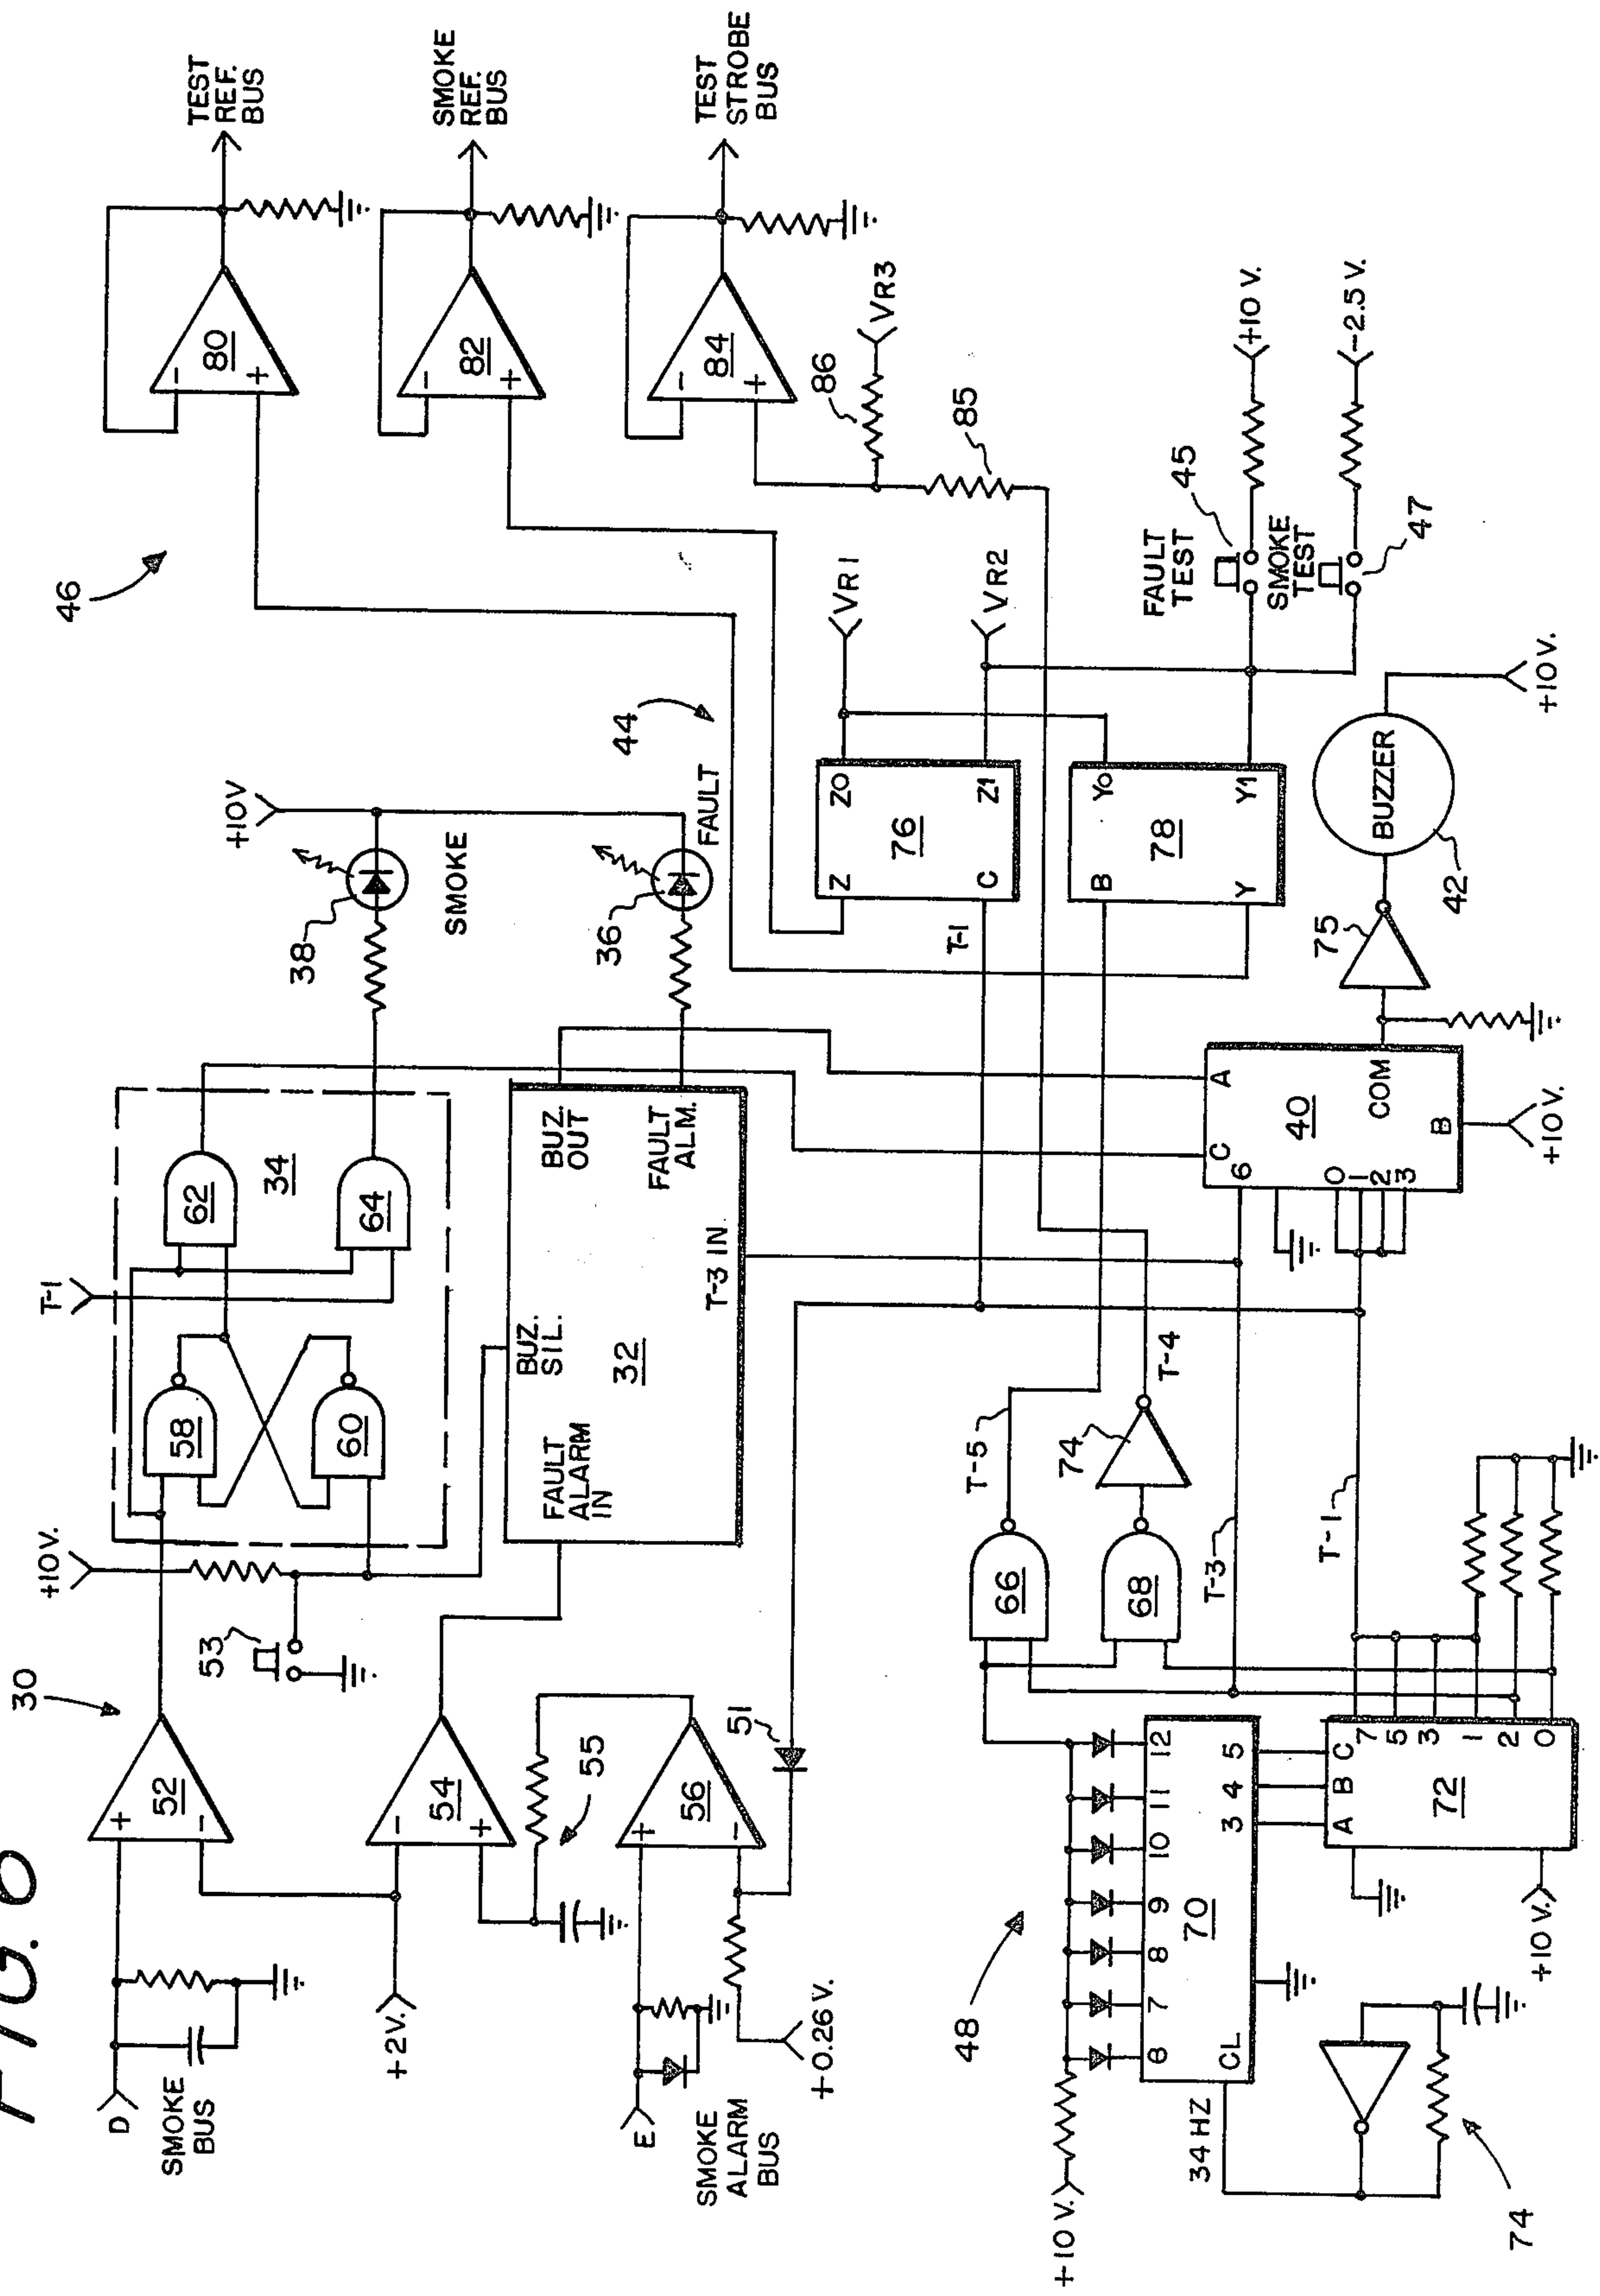 FIG. 6
30
D
SMOKE
BUS
+2V.
E
SMOKE
ALARM
BUS
+0.26 V.
+
52
-
-
54
+
55
+
56
-
51
53
+10V.
58
60
62
64
34
T-1
FAULT
ALARM
IN
BUZ.
SIL.
32
T-3 IN
BUZ.
OUT
FAULT
ALM.
38
SMOKE
+10V
36
FAULT
44
46
-
80
+
TEST
REF.
BUS
-
82
+
SMOKE
REF.
BUS
-
84
+
TEST
STROBE
BUS
86
VR3
85
VR1
VR2
Z
Z0
76
C
Z1
T-1
B
Y0
78
Y
Y1
FAULT
TEST
45
+10 V.
SMOKE
TEST
47
-2.5 V.
BUZZER
42
+10V.
75
C
A
6
40
COM
0
1
2
3
B
+10V.
48
+10 V.
6
7
8
9
10
11
12
70
CL
3
4
5
34 HZ
74
A
B
C
72
7
5
3
1
2
0
+10 V.
66
68
T-5
74
T-4
T-3
T-1